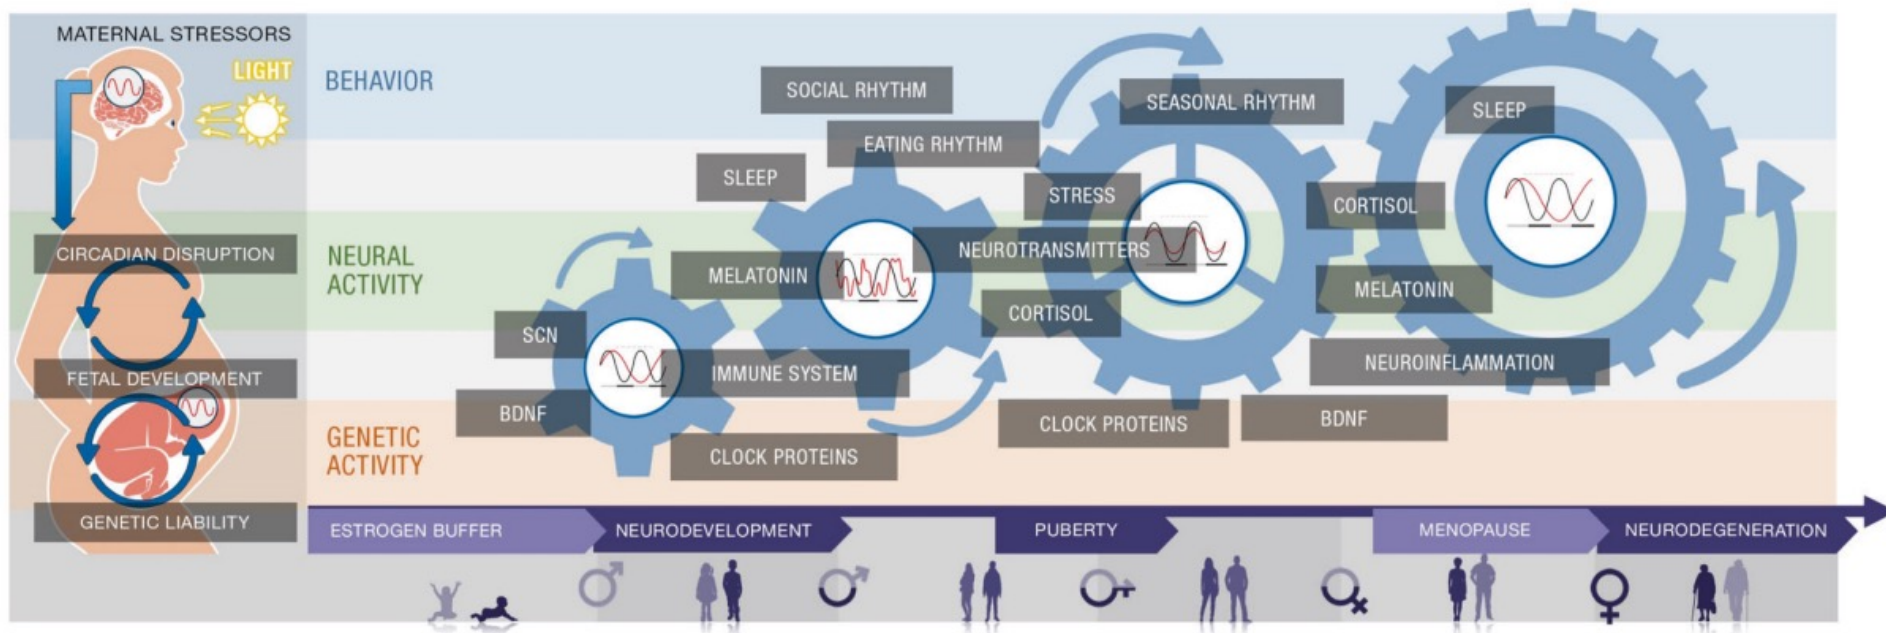 MATERNAL STRESSORS
LIGHT
CIRCADIAN DISRUPTION
FETAL DEVELOPMENT
GENETIC LIABILITY
BEHAVIOR
NEURAL
ACTIVITY
GENETIC
ACTIVITY
SCN
BDNF
SOCIAL RHYTHM
EATING RHYTHM
SLEEP
MELATONIN
IMMUNE SYSTEM
CLOCK PROTEINS
SEASONAL RHYTHM
STRESS
NEUROTRANSMITTERS
CORTISOL
CLOCK PROTEINS
SLEEP
CORTISOL
MELATONIN
NEUROINFLAMMATION
BDNF
ESTROGEN BUFFER
NEURODEVELOPMENT
PUBERTY
MENOPAUSE
NEURODEGENERATION